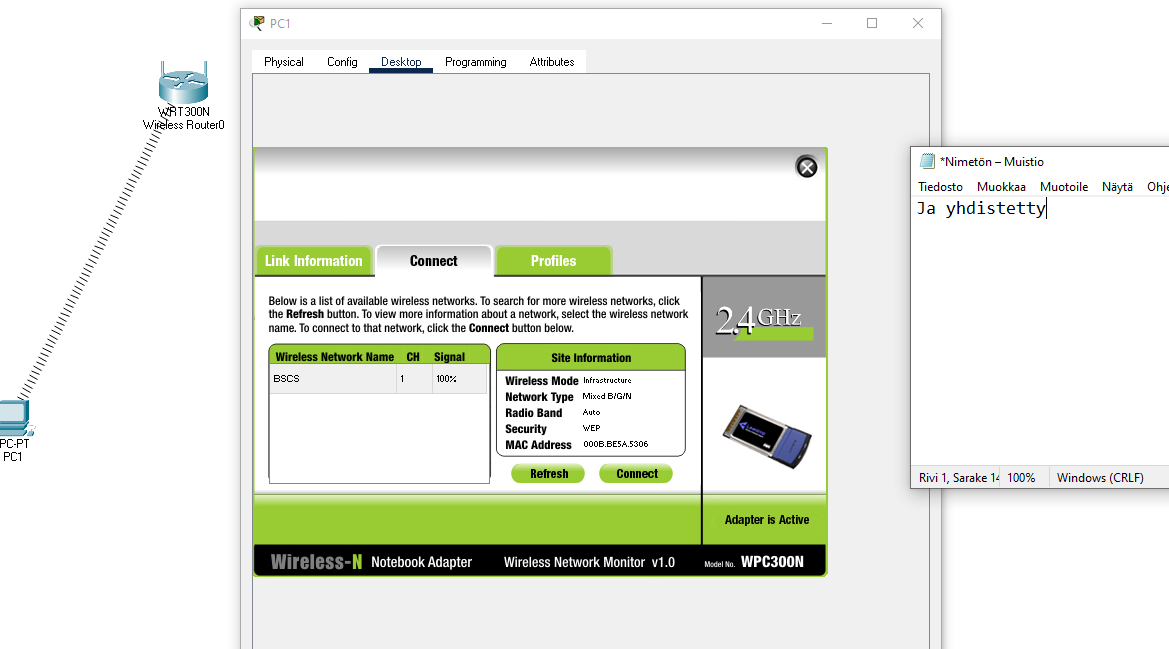 PC1
Physical Config Desktop Programming Attributes
WRT300N
Wireless Router0
PC-PT
PC1
Link Information Connect Profiles
Below is a list of available wireless networks. To search for more wireless networks, click
the Refresh button. To view more information about a network, select the wireless network
name. To connect to that network, click the Connect button below.
2.4GHz
Wireless Network Name CH Signal
BSCS 1 100%
Site Information
Wireless Mode Infrastructure
Network Type Mixed B/G/N
Radio Band Auto
Security WEP
MAC Address 000B.BE5A.5306
Refresh Connect
Adapter is Active
Wireless-N Notebook Adapter Wireless Network Monitor v1.0 Model No. WPC300N
*Nimetön – Muistio
Tiedosto Muokkaa Muotoile Näytä Ohje
Ja yhdistetty
Rivi 1, Sarake 14 100% Windows (CRLF)